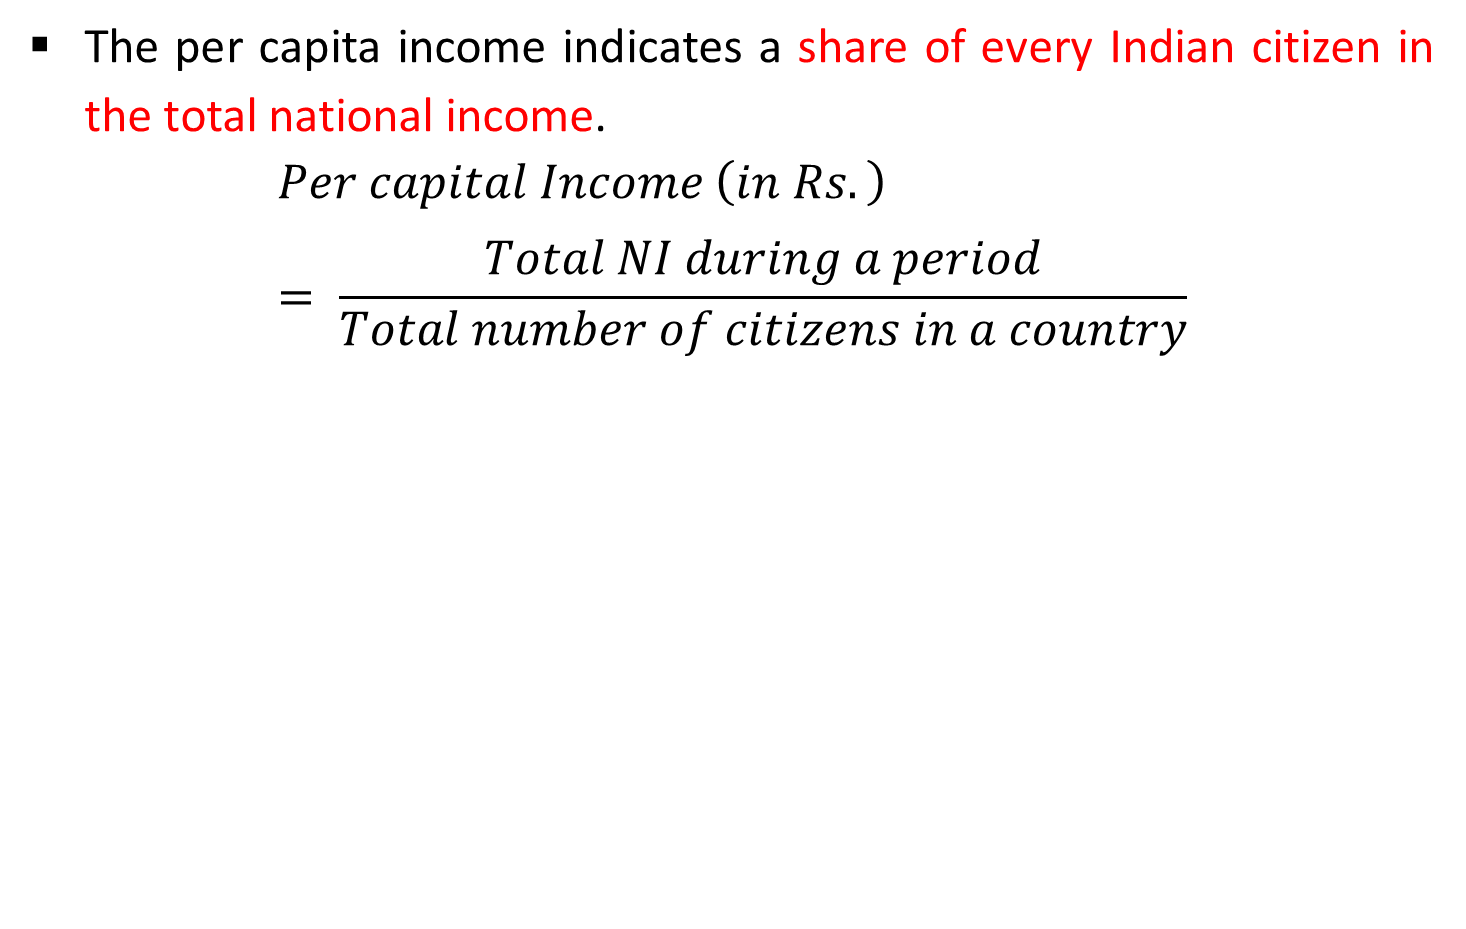 ▪ The per capita income indicates a share of every Indian citizen in
the total national income.
Per capital Income (in Rs.)
= Total NI during a period
Total number of citizens in a country